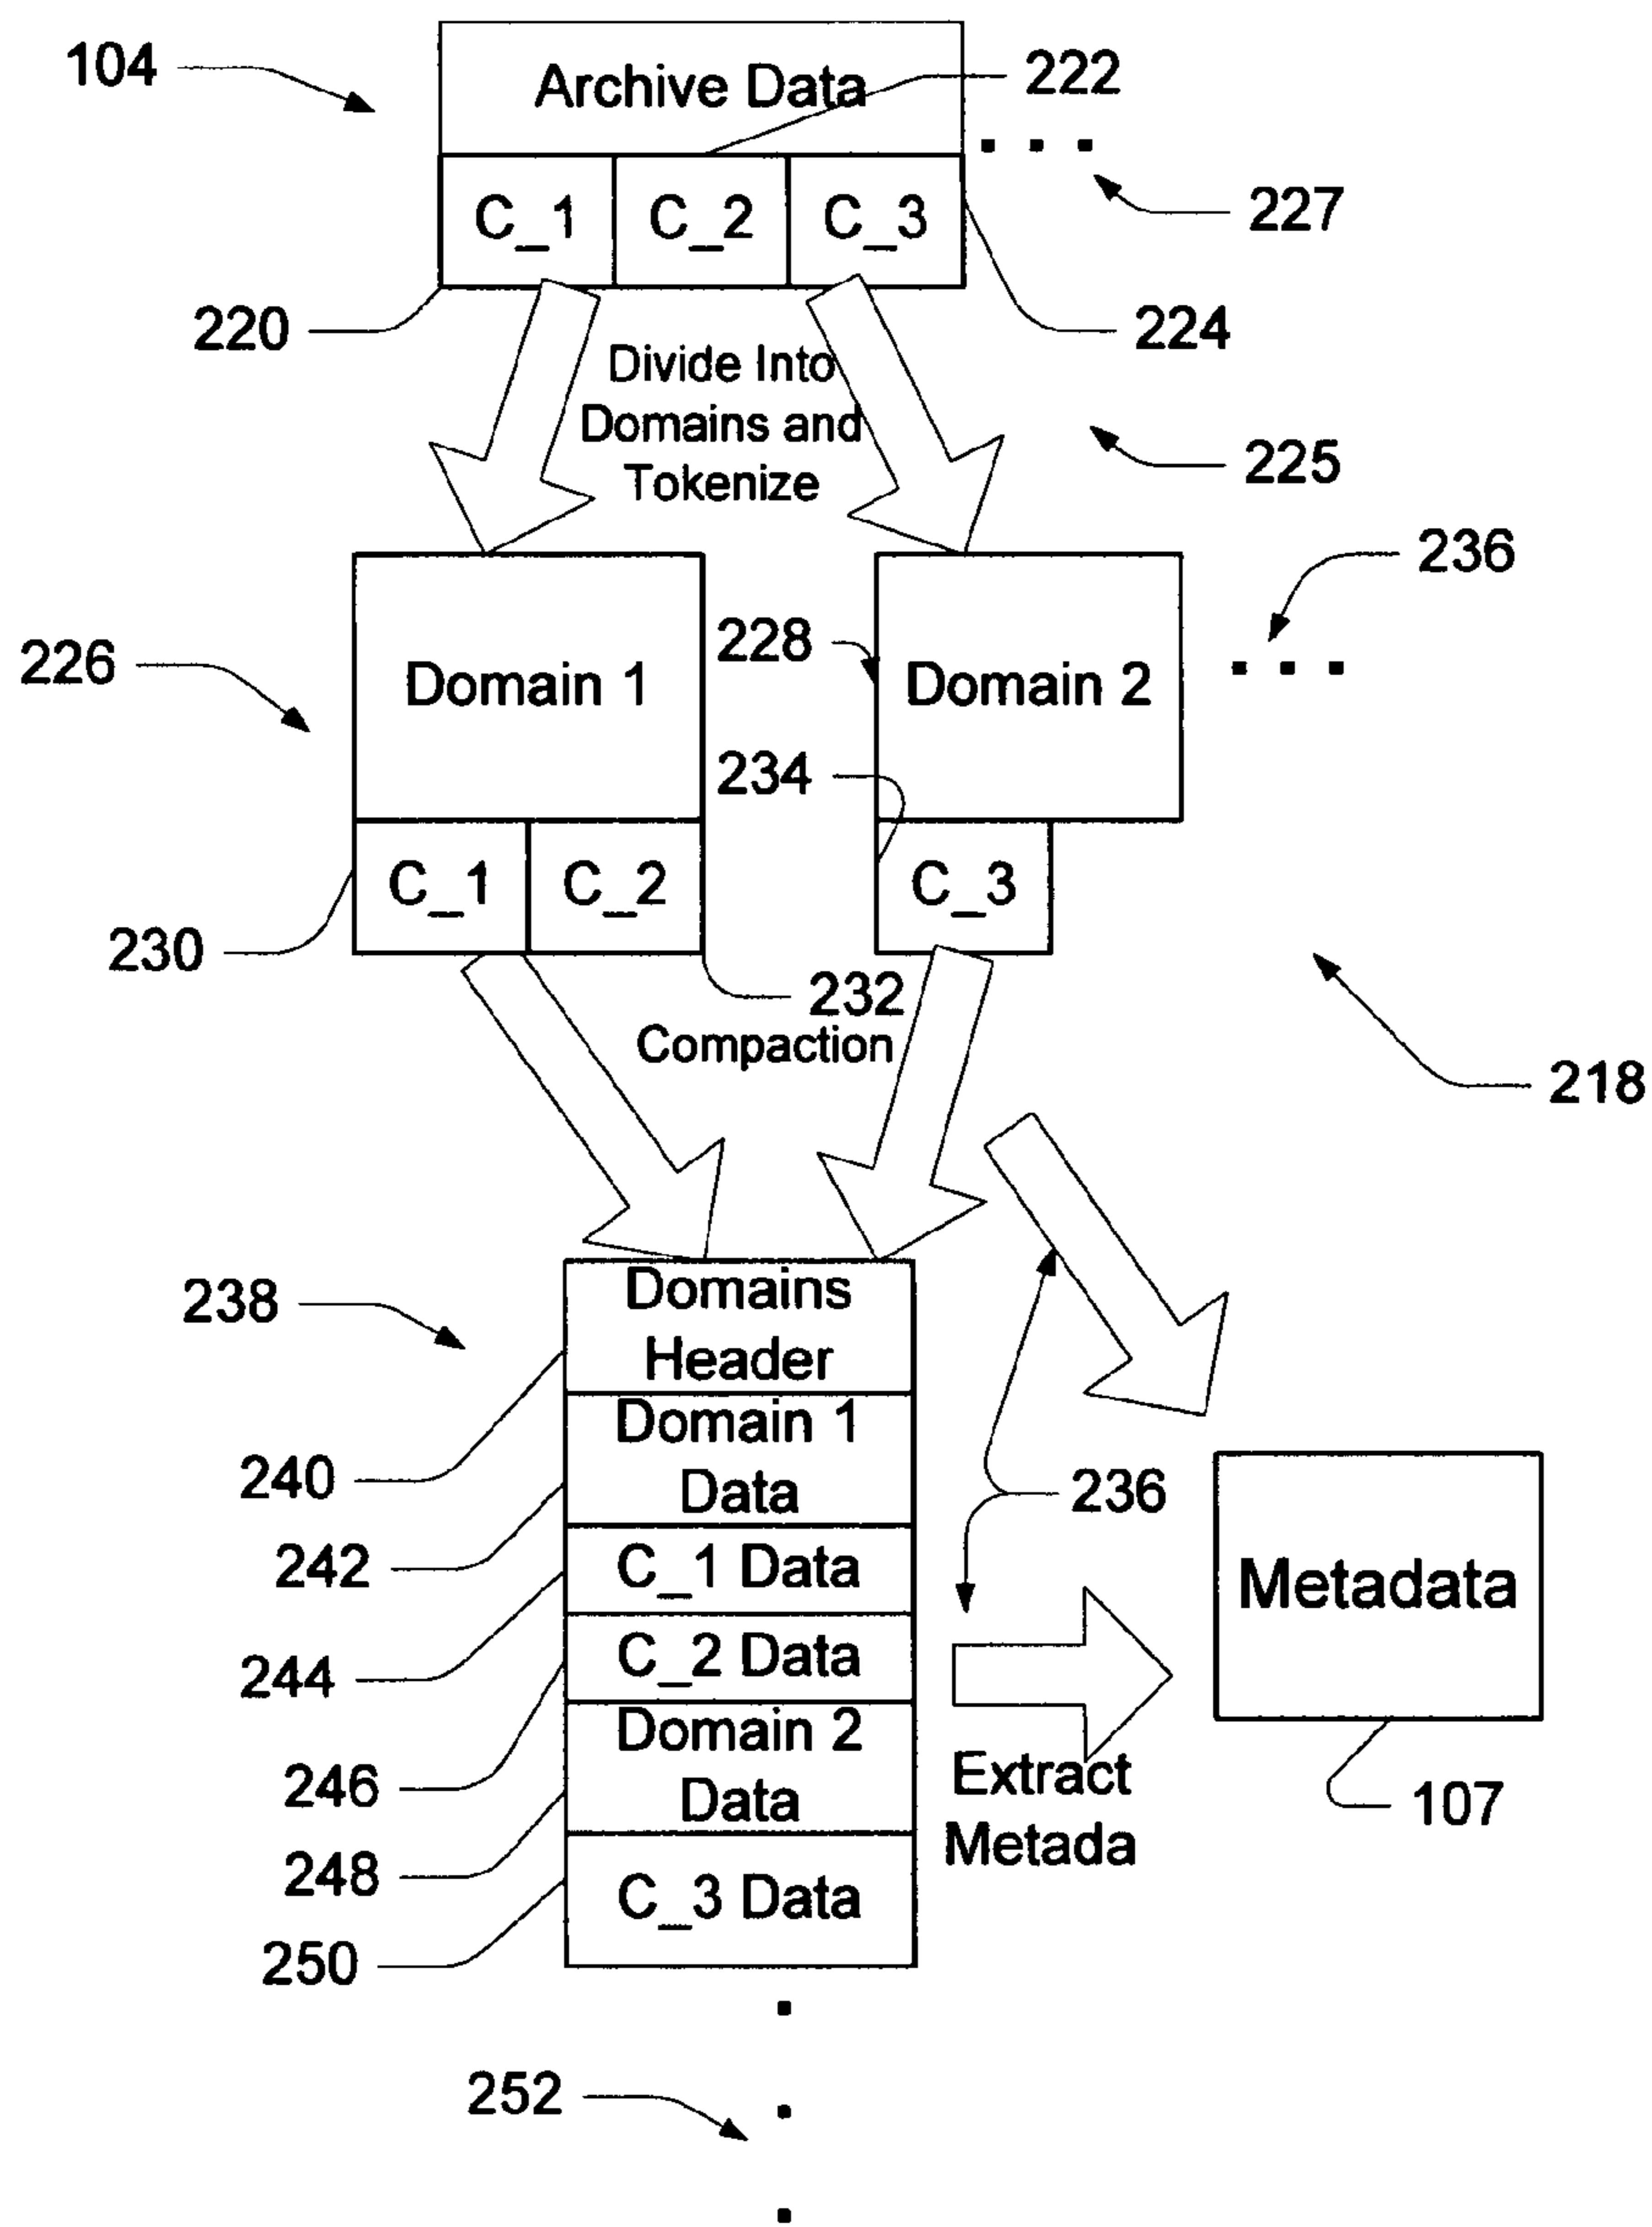 104
Archive Data
222
C_1
C_2
C_3
227
220
224
Divide Into
Domains and
Tokenize
225
236
226
Domain 1
228
Domain 2
234
C_1
C_2
C_3
230
232
Compaction
218
238
Domains
Header
240
Domain 1
Data
236
242
C_1 Data
Metadata
244
C_2 Data
246
Domain 2
Data
Extract
Metada
107
248
C_3 Data
250
252